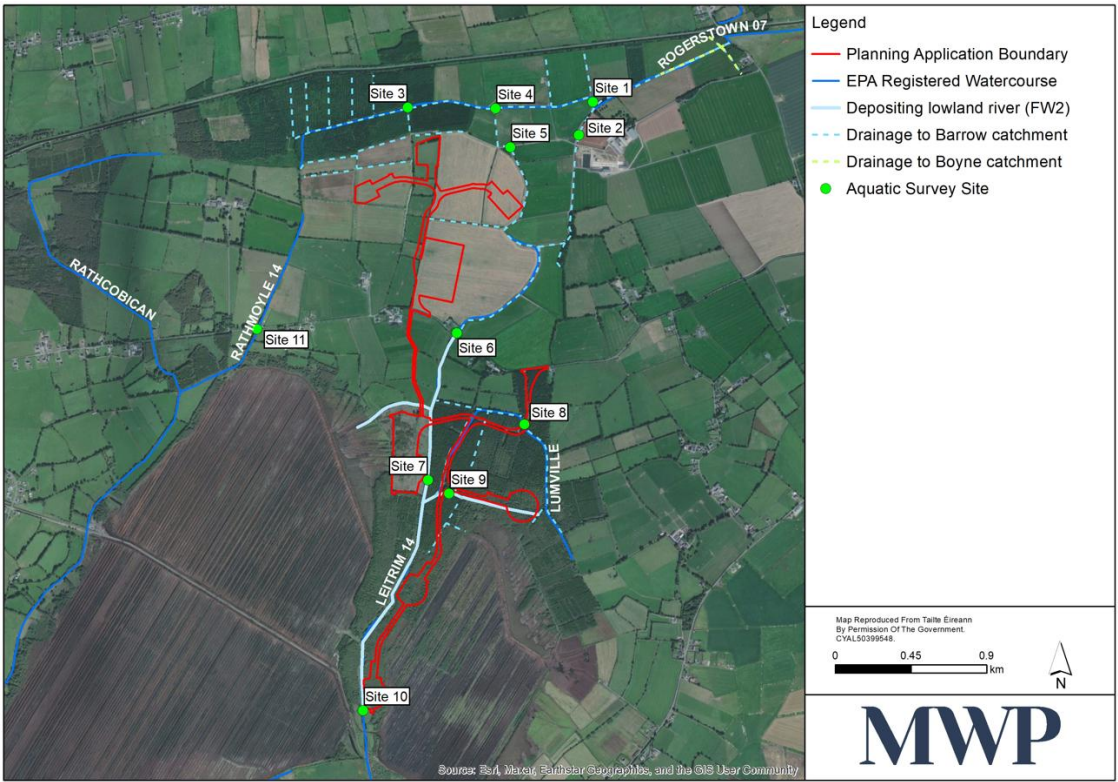 ROGERSTOWN 07
Site 3
Site 4
Site 1
Site 5
Site 2
RATHCOBICAN
RATHMOYLE 14
Site 11
Site 6
Site 8
Site 7
Site 9
LUMVILLE
LEITRIM 14
Site 10
Source: Esri, Maxar, Earthstar Geographics, and the GIS User Community
Legend
Planning Application Boundary
EPA Registered Watercourse
Depositing lowland river (FW2)
Drainage to Barrow catchment
Drainage to Boyne catchment
Aquatic Survey Site
Map Reproduced From Tailte Éireann
By Permission Of The Government.
CYAL50399548.
0 0.45 0.9
km
N
MWP